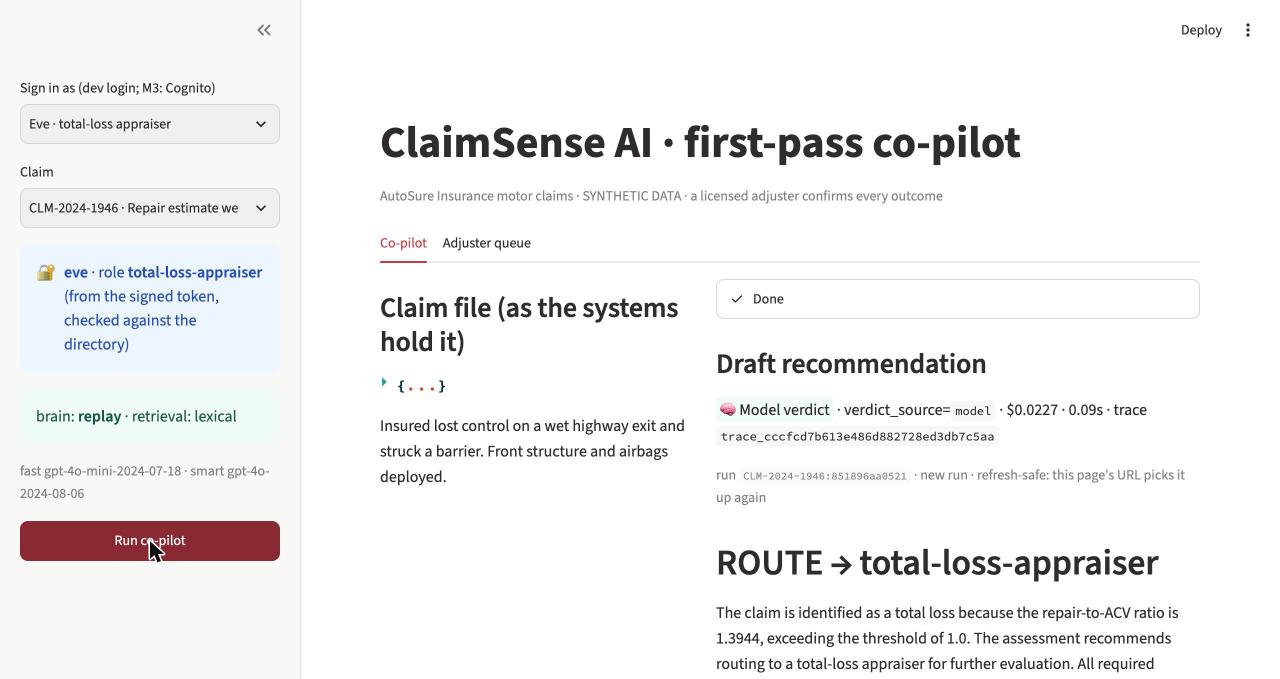 Deploy
Sign in as (dev login; M3: Cognito)
Eve · total-loss appraiser
Claim
CLM-2024-1946 · Repair estimate we
eve · role total-loss-appraiser
(from the signed token,
checked against the
directory)
brain: replay · retrieval: lexical
fast gpt-4o-mini-2024-07-18 · smart gpt-4o-
2024-08-06
Run co-pilot
ClaimSense AI · first-pass co-pilot
AutoSure Insurance motor claims · SYNTHETIC DATA · a licensed adjuster confirms every outcome
Co-pilot
Adjuster queue
Claim file (as the systems
hold it)
{...}
Insured lost control on a wet highway exit and
struck a barrier. Front structure and airbags
deployed.
Done
Draft recommendation
Model verdict · verdict_source= model · $0.0227 · 0.09s · trace
trace_cccfcd7b613e486d882728ed3db7c5aa
run CLM-2024-1946:851896aa0521 · new run · refresh-safe: this page's URL picks it
up again
ROUTE → total-loss-appraiser
The claim is identified as a total loss because the repair-to-ACV ratio is
1.3944, exceeding the threshold of 1.0. The assessment recommends
routing to a total-loss appraiser for further evaluation. All required